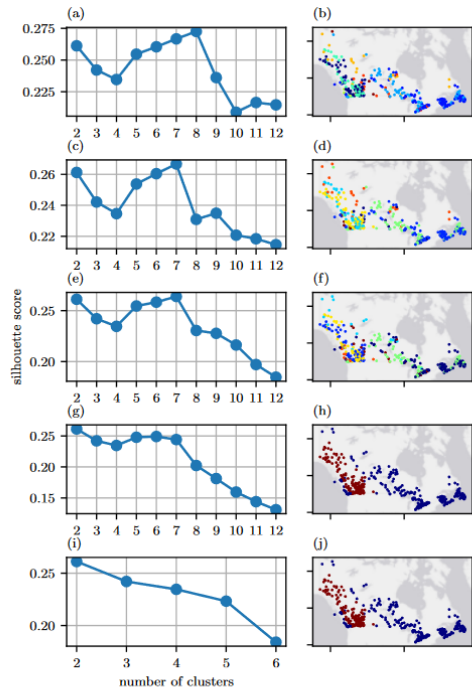 (a)
(b)
0.275
0.250
0.225
2 3 4 5 6 7 8 9 10 11 12
(c)
(d)
0.26
0.24
0.22
2 3 4 5 6 7 8 9 10 11 12
(e)
(f)
silhouette score
0.25
0.20
2 3 4 5 6 7 8 9 10 11 12
(g)
(h)
0.25
0.20
0.15
2 3 4 5 6 7 8 9 10 11 12
(i)
(j)
0.25
0.20
2 3 4 5 6
number of clusters